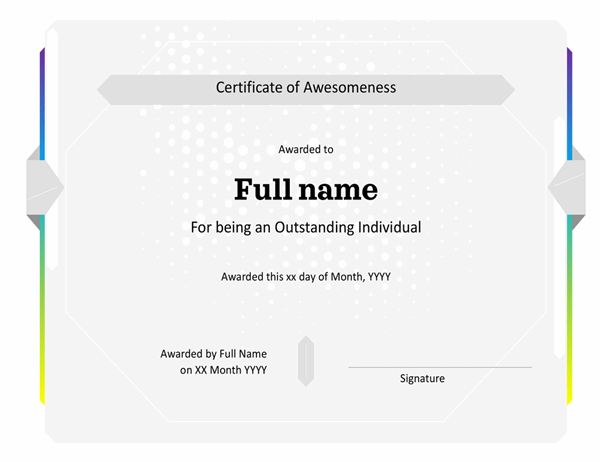 Certificate of Awesomeness
Awarded to
Full name
For being an Outstanding Individual
Awarded this xx day of Month, YYYY
Awarded by Full Name
on XX Month YYYY
Signature